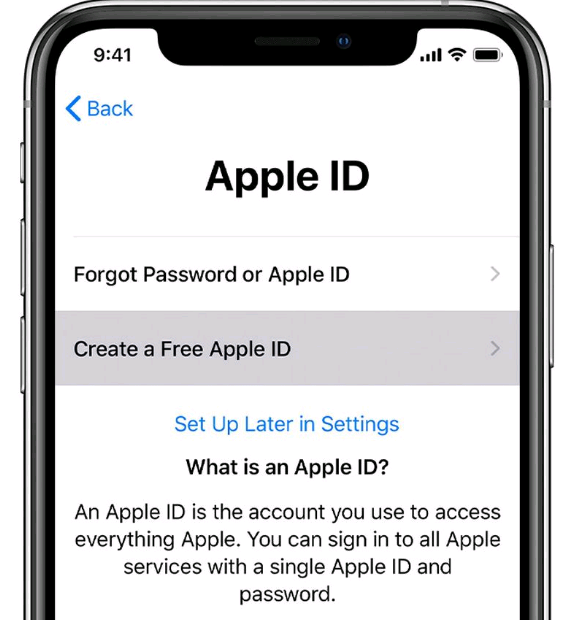 9:41
Back
Apple ID
Forgot Password or Apple ID
Create a Free Apple ID
Set Up Later in Settings
What is an Apple ID?
An Apple ID is the account you use to access
everything Apple. You can sign in to all Apple
services with a single Apple ID and
password.